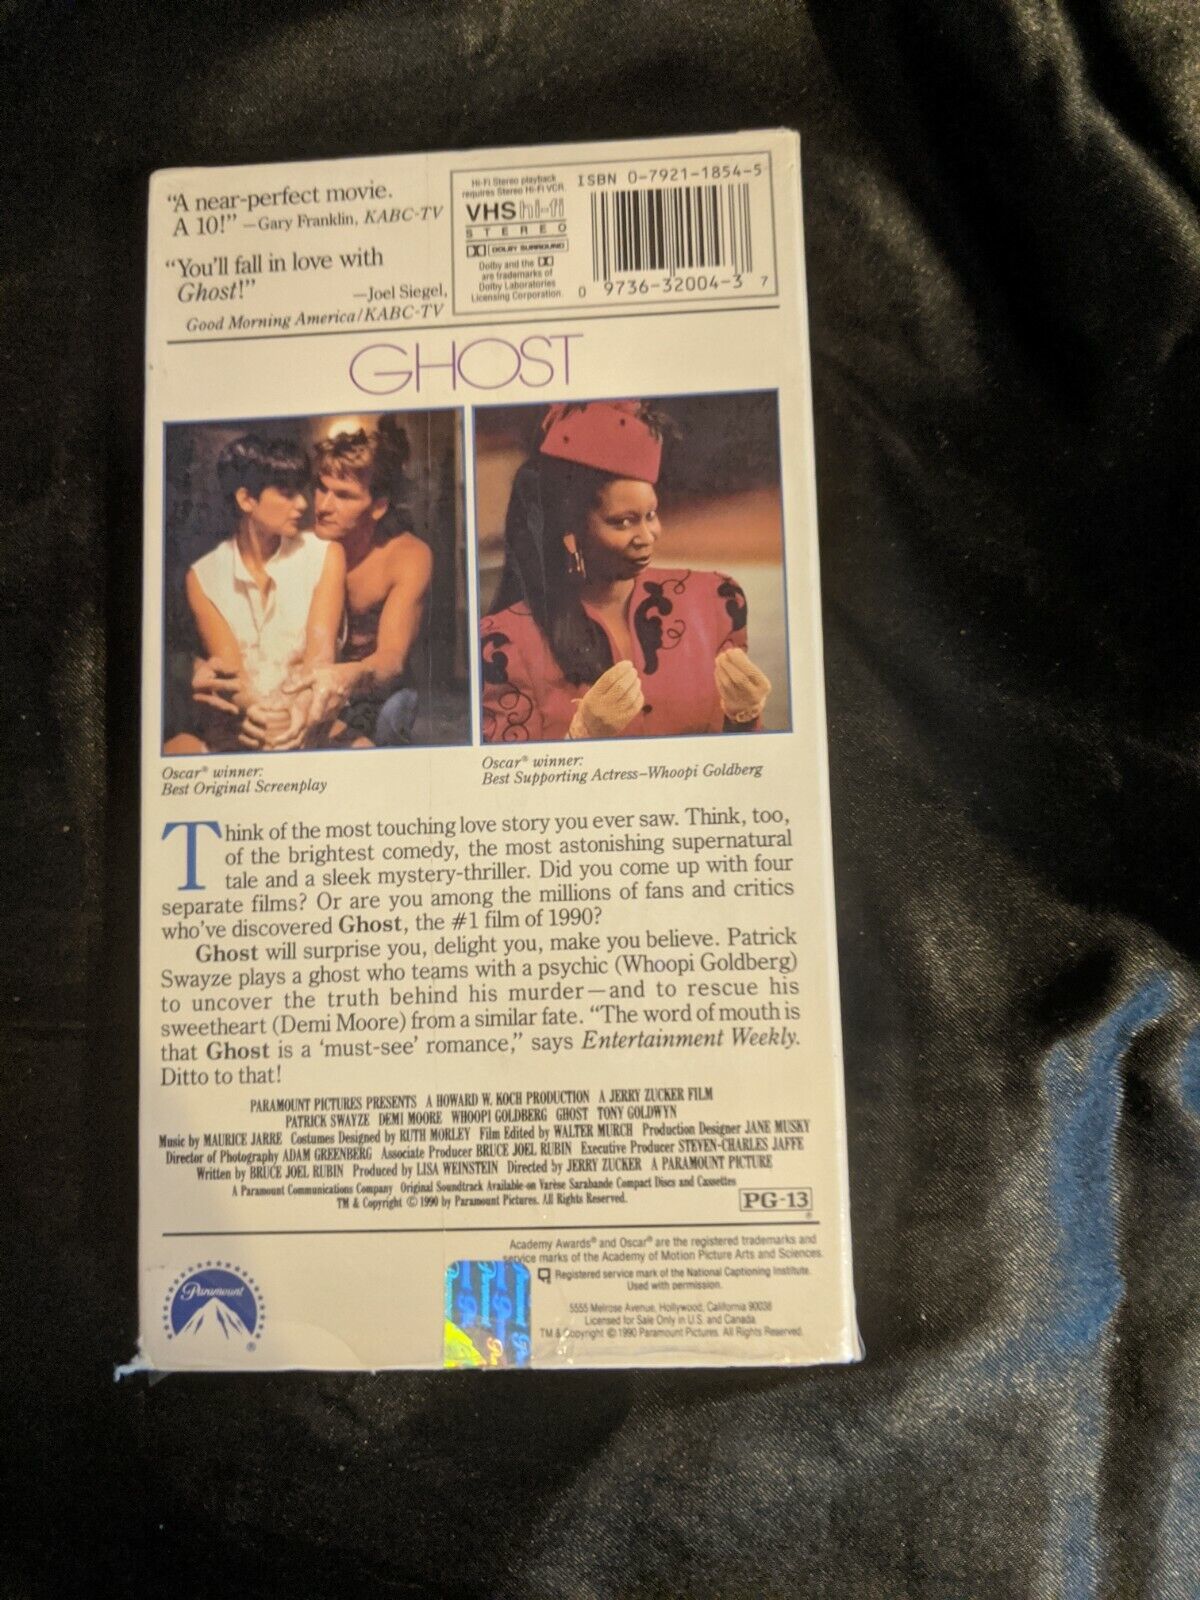 “A near-perfect movie.
A 10!” —Gary Franklin, KABC-TV
“You'll fall in love with
Ghost!”
—Joel Siegel,
Good Morning America/KABC-TV
Hi-Fi Stereo playback
requires Stereo Hi-Fi VCR.
VHS hi-fi
STEREO
DOLBY SURROUND
Dolby and the
are trademarks of
Dolby Laboratories
Licensing Corporation.
ISBN 0-7921-1854-5
0 9736-32004-3 7
GHOST
Oscar® winner:
Best Original Screenplay
Oscar® winner:
Best Supporting Actress–Whoopi Goldberg
Think of the most touching love story you ever saw. Think, too,
of the brightest comedy, the most astonishing supernatural
tale and a sleek mystery-thriller. Did you come up with four
separate films? Or are you among the millions of fans and critics
who've discovered Ghost, the #1 film of 1990?
Ghost will surprise you, delight you, make you believe. Patrick
Swayze plays a ghost who teams with a psychic (Whoopi Goldberg)
to uncover the truth behind his murder—and to rescue his
sweetheart (Demi Moore) from a similar fate. “The word of mouth is
that Ghost is a ‘must-see’ romance,” says Entertainment Weekly.
Ditto to that!
PARAMOUNT PICTURES PRESENTS A HOWARD W. KOCH PRODUCTION A JERRY ZUCKER FILM
PATRICK SWAYZE DEMI MOORE WHOOPI GOLDBERG GHOST TONY GOLDWYN
Music by MAURICE JARRE Costumes Designed by RUTH MORLEY Film Edited by WALTER MURCH Production Designer JANE MUSKY
Director of Photography ADAM GREENBERG Associate Producer BRUCE JOEL RUBIN Executive Producer STEVEN-CHARLES JAFFE
Written by BRUCE JOEL RUBIN Produced by LISA WEINSTEIN Directed by JERRY ZUCKER A PARAMOUNT PICTURE
A Paramount Communications Company Original Soundtrack Available on Varèse Sarabande Compact Discs and Cassettes
TM & Copyright © 1990 by Paramount Pictures. All Rights Reserved.
PG-13
®
Academy Awards® and Oscar® are the registered trademarks and
service marks of the Academy of Motion Picture Arts and Sciences.
Registered service mark of the National Captioning Institute.
Used with permission.
5555 Melrose Avenue, Hollywood, California 90038
Licensed for Sale Only in U.S. and Canada
TM & Copyright © 1990 Paramount Pictures. All Rights Reserved.
Paramount
®
Paramount